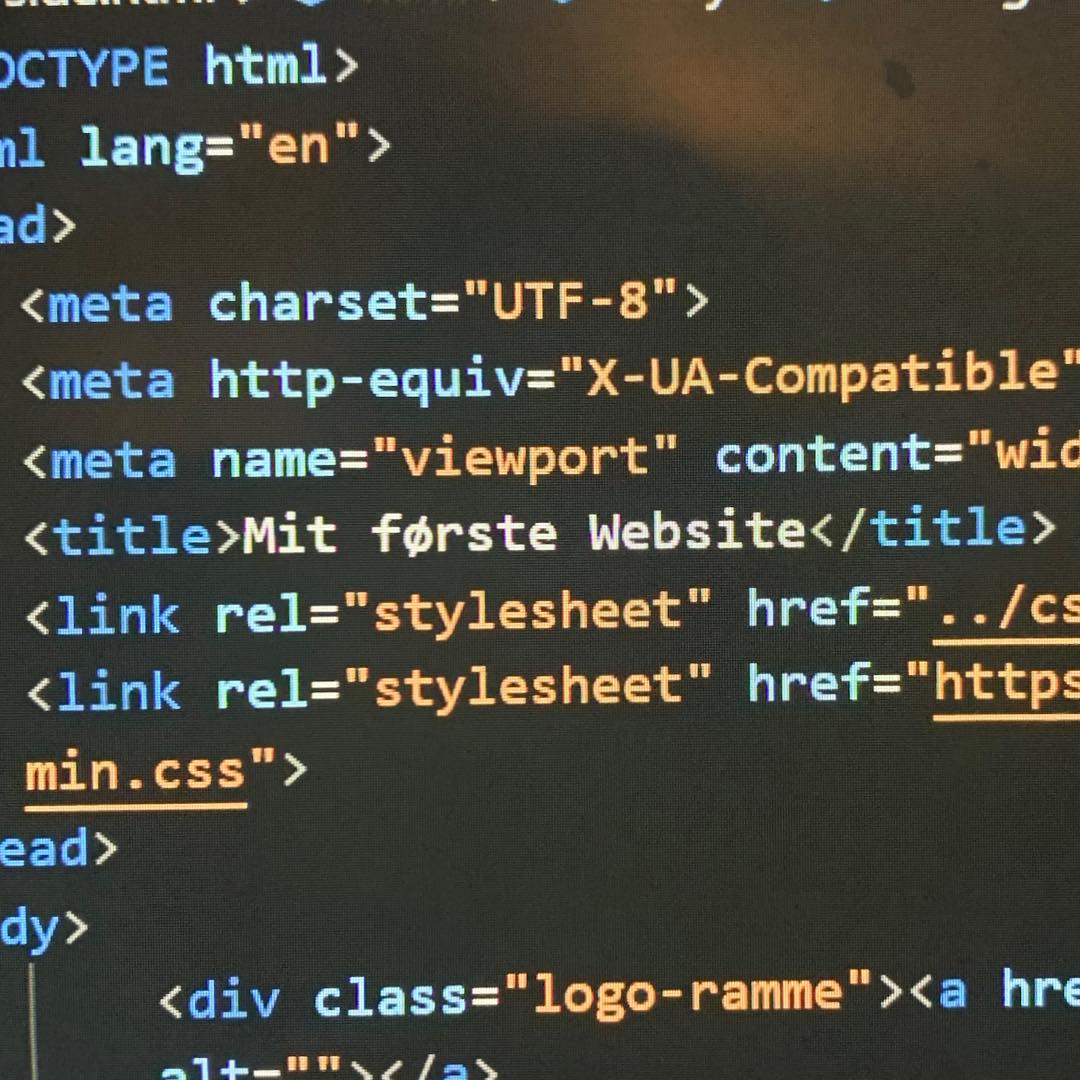 OCTYPE html>
ml lang="en">
ad>
<meta charset="UTF-8">
<meta http-equiv="X-UA-Compatible"
<meta name="viewport" content="wid
<title>Mit første Website</title>
<link rel="stylesheet" href="../cs
<link rel="stylesheet" href="https
min.css">
ead>
dy>
<div class="logo-ramme"><a hre
alt=""></a>